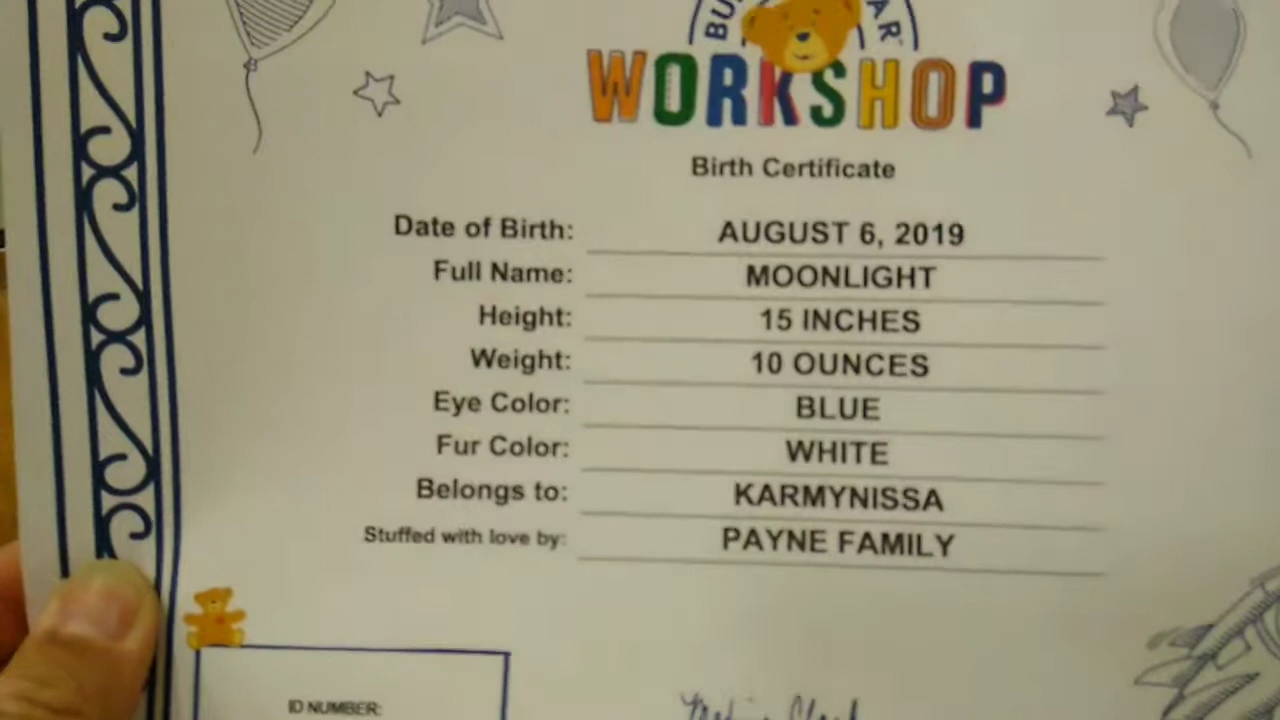 WORKSHOP
Birth Certificate
Date of Birth: AUGUST 6, 2019
Full Name: MOONLIGHT
Height: 15 INCHES
Weight: 10 OUNCES
Eye Color: BLUE
Fur Color: WHITE
Belongs to: KARMYNISSA
Stuffed with love by: PAYNE FAMILY
ID NUMBER: